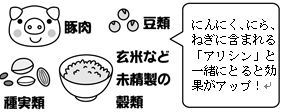 豚肉
豆類
玄米など
未精製の
穀類
種実類
にんにく、にら、
ねぎに含まれる
「アリシン」と
一緒にとると効
果がアップ！